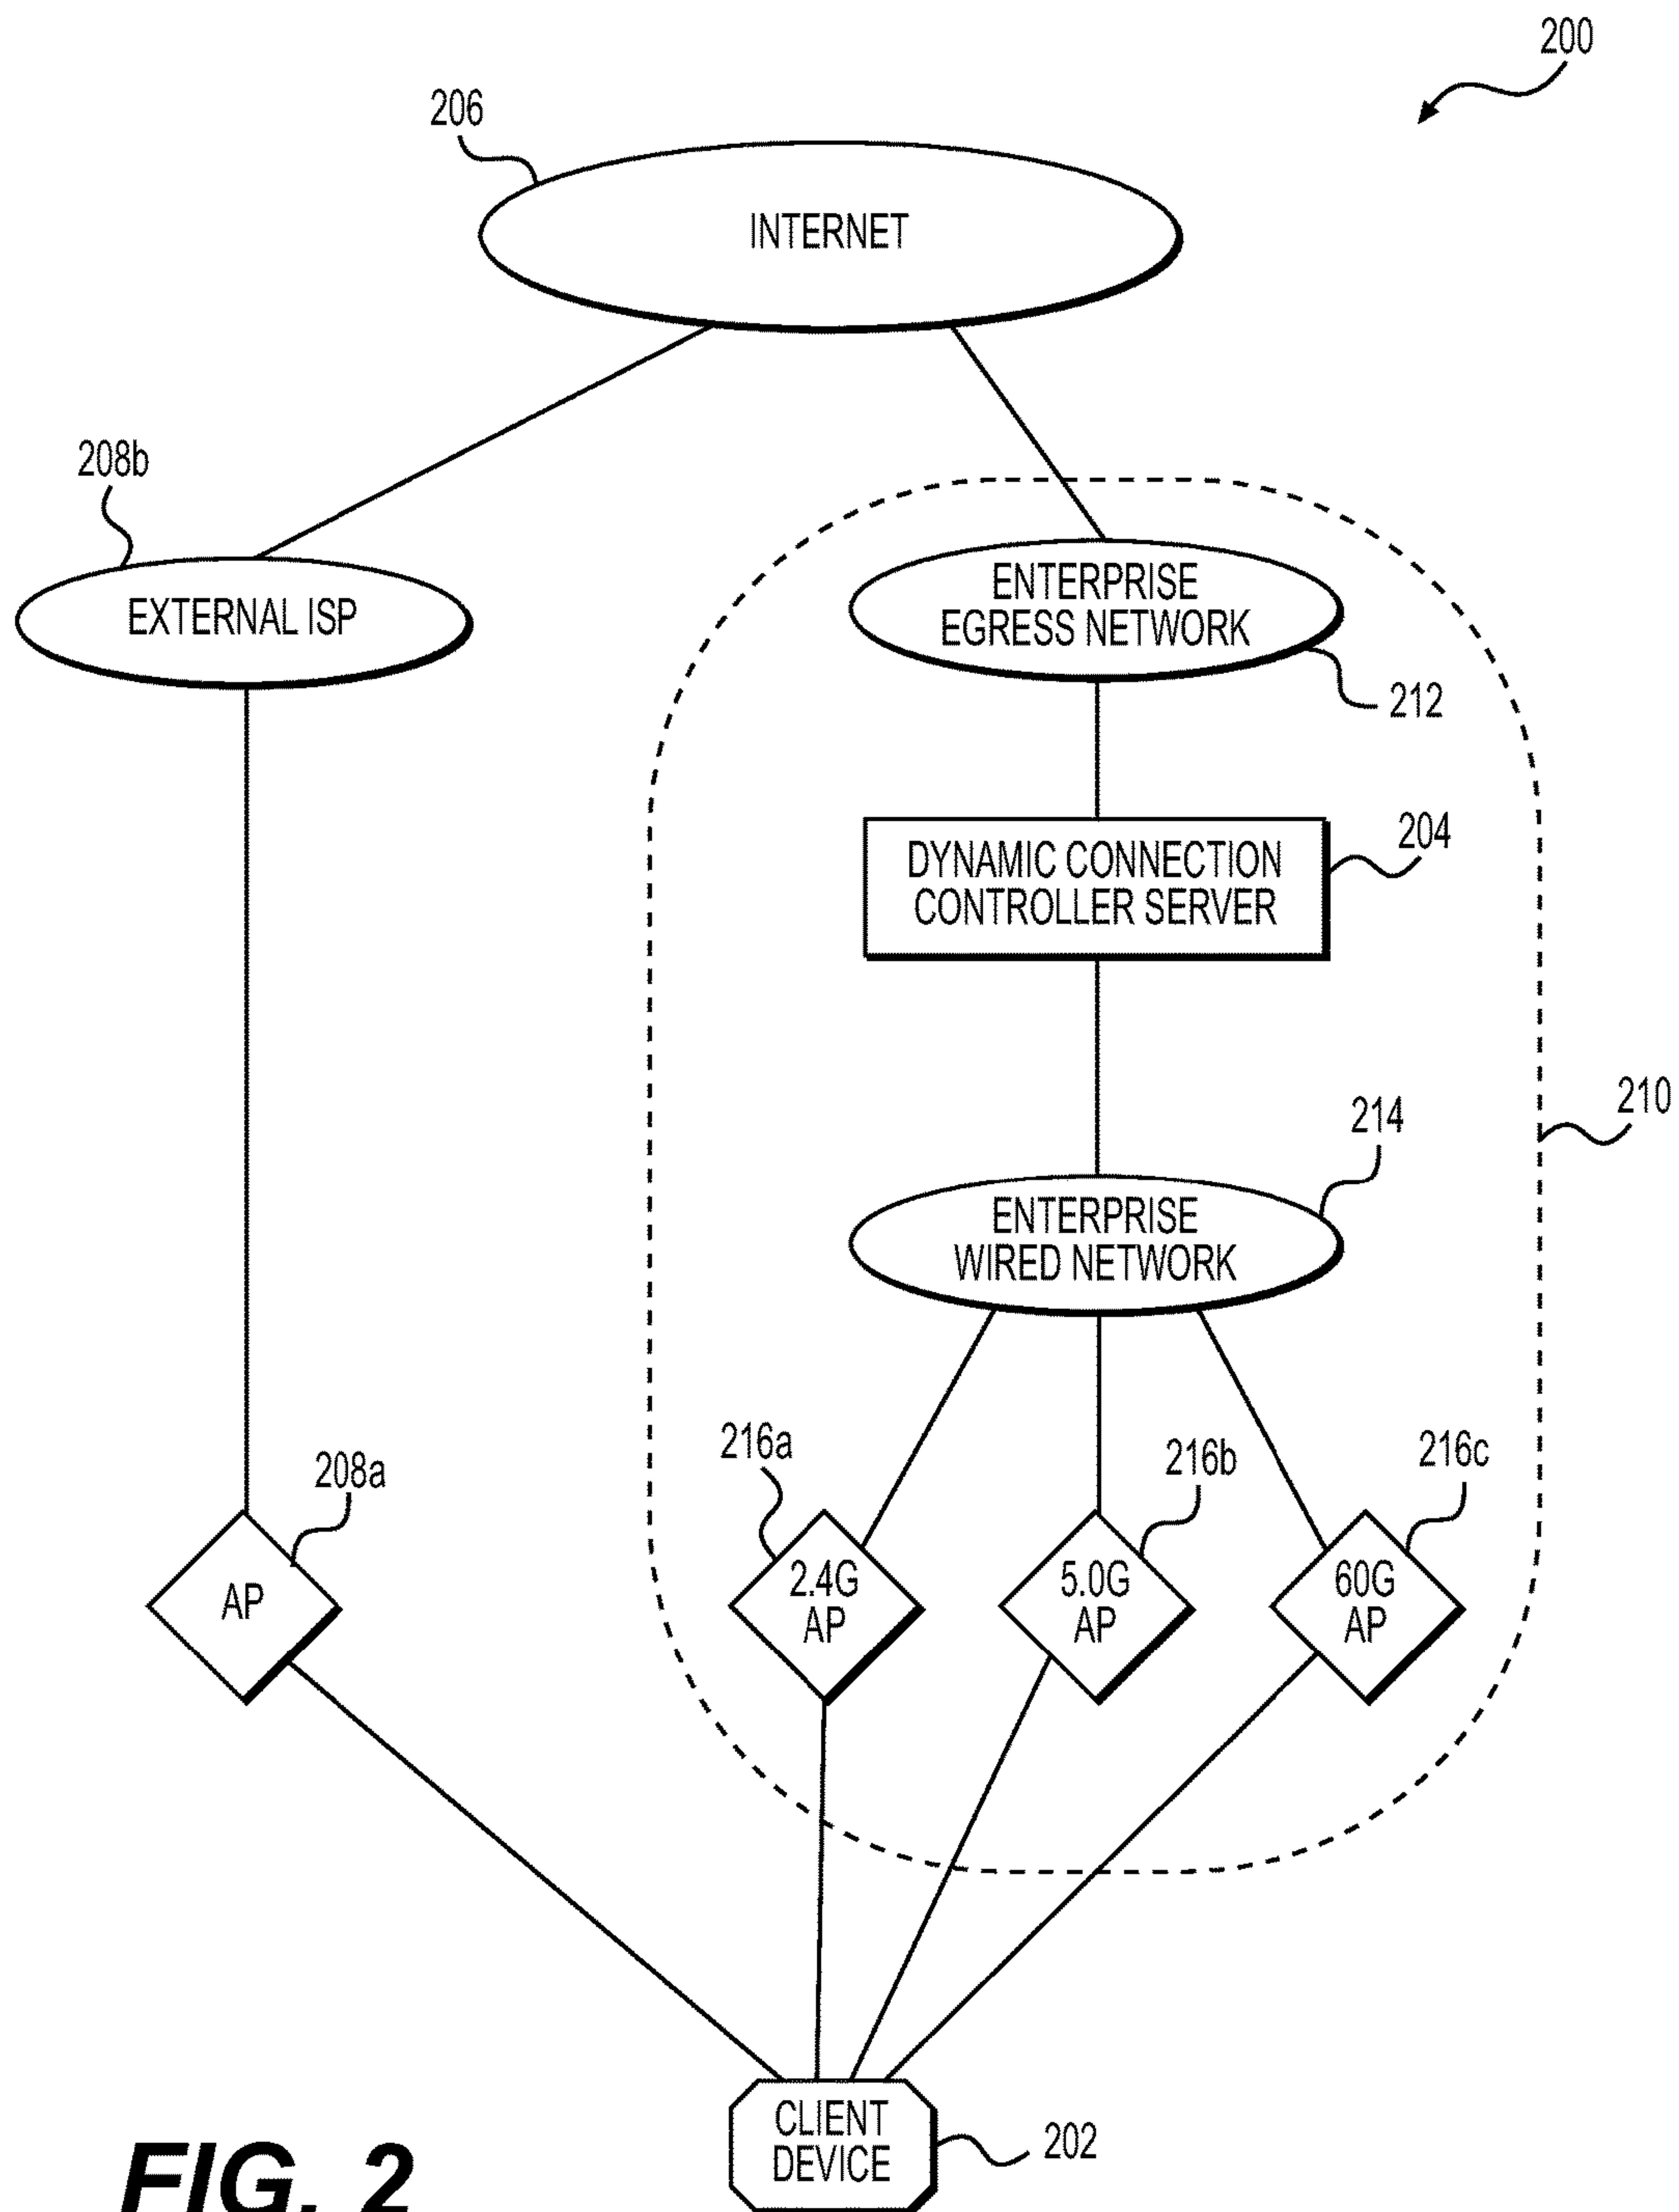 200
206
INTERNET
208b
EXTERNAL ISP
ENTERPRISE
EGRESS NETWORK
212
DYNAMIC CONNECTION
CONTROLLER SERVER
204
210
214
ENTERPRISE
WIRED NETWORK
208a
AP
216a
2.4G
AP
216b
5.0G
AP
216c
60G
AP
CLIENT
DEVICE
202
FIG. 2